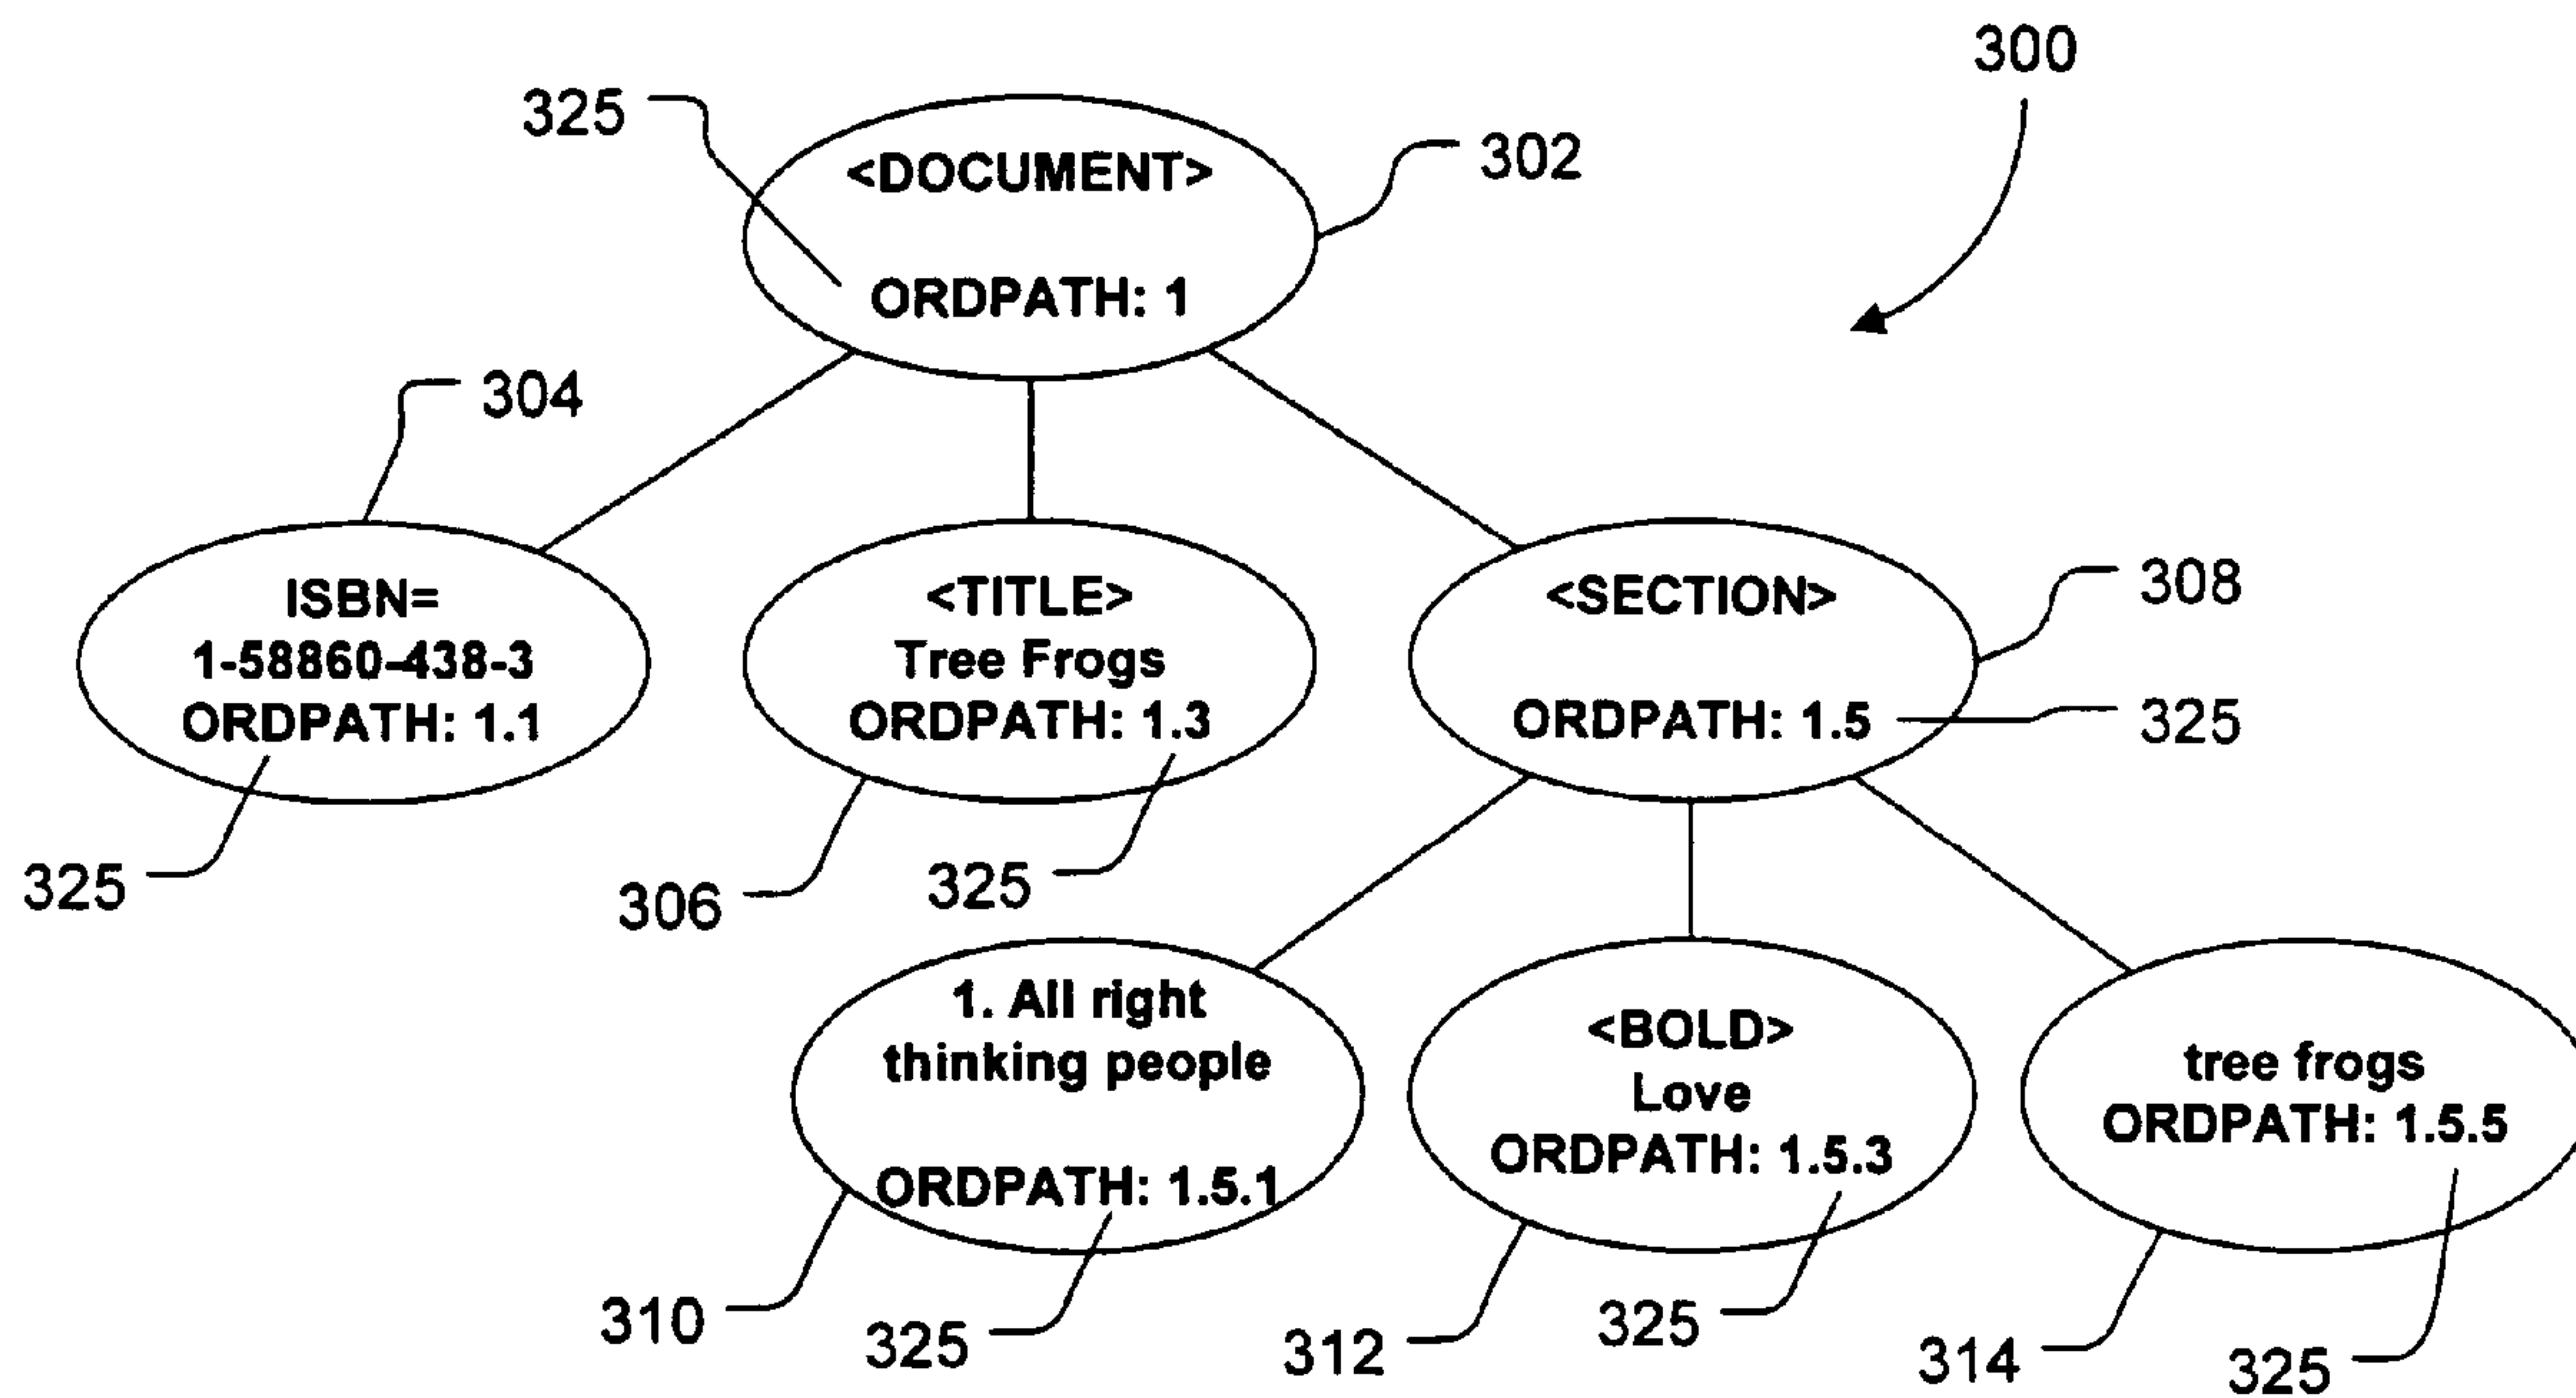 300
325
302
<DOCUMENT>
ORDPATH: 1
304
ISBN=
1-58860-438-3
ORDPATH: 1.1
325
<TITLE>
Tree Frogs
ORDPATH: 1.3
306
325
<SECTION>
ORDPATH: 1.5
308
325
1. All right
thinking people
ORDPATH: 1.5.1
310
325
<BOLD>
Love
ORDPATH: 1.5.3
312
325
tree frogs
ORDPATH: 1.5.5
314
325